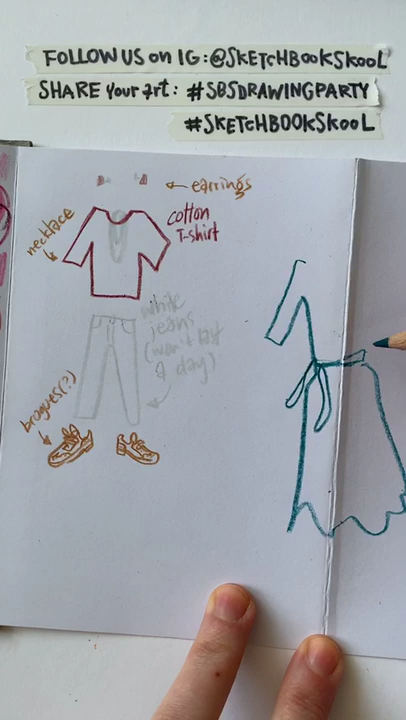 FOLLOW US on IG: @SKETCHBOOKSKOOL
SHARE your art: #SBSDRAWINGPARTY
#SKETCHBOOKSKOOL
earrings
necklace
cotton
T-shirt
white
jeans
(won't last
a day)
brogues(?)